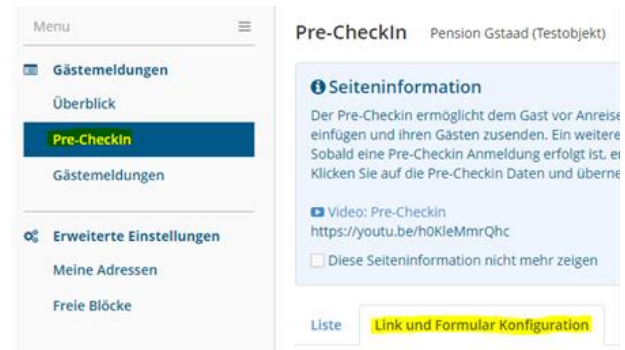 Menu
Gästemeldungen
Überblick
Pre-CheckIn
Gästemeldungen
Erweiterte Einstellungen
Meine Adressen
Freie Blöcke
Pre-CheckIn Pension Gstaad (Testobjekt)
Seiteninformation
Der Pre-Checkin ermöglicht dem Gast vor Anreise
einfügen und ihren Gästen zusenden. Ein weitere
Sobald eine Pre-Checkin Anmeldung erfolgt ist, er
Klicken Sie auf die Pre-Checkin Daten und überne
Video: Pre-Checkin
https://youtu.be/h0KleMmrQhc
Diese Seiteninformation nicht mehr zeigen
Liste Link und Formular Konfiguration